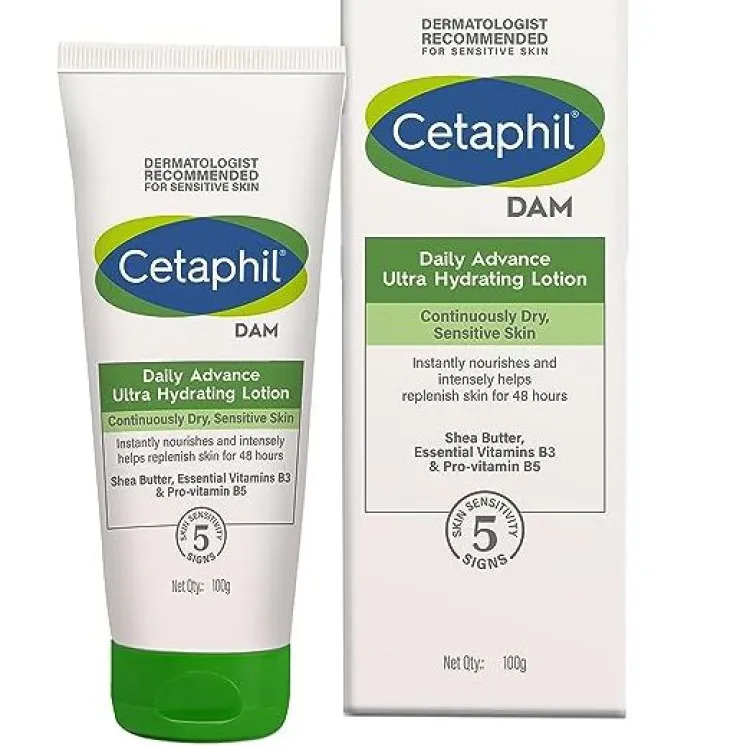 DERMATOLOGIST
RECOMMENDED
FOR SENSITIVE SKIN
Cetaphil®
DAM
Daily Advance
Ultra Hydrating Lotion
Continuously Dry, Sensitive Skin
Instantly nourishes and intensely
helps replenish skin for 48 hours
Shea Butter, Essential Vitamins B3
& Pro-vitamin B5
SKIN SENSITIVITY
5
SIGNS
Net Qty.: 100g
DERMATOLOGIST
RECOMMENDED
FOR SENSITIVE SKIN
Cetaphil®
DAM
Daily Advance
Ultra Hydrating Lotion
Continuously Dry,
Sensitive Skin
Instantly nourishes and
intensely helps
replenish skin for 48 hours
Shea Butter,
Essential Vitamins B3
& Pro-vitamin B5
SKIN SENSITIVITY
5
SIGNS
Net Qty.: 100g